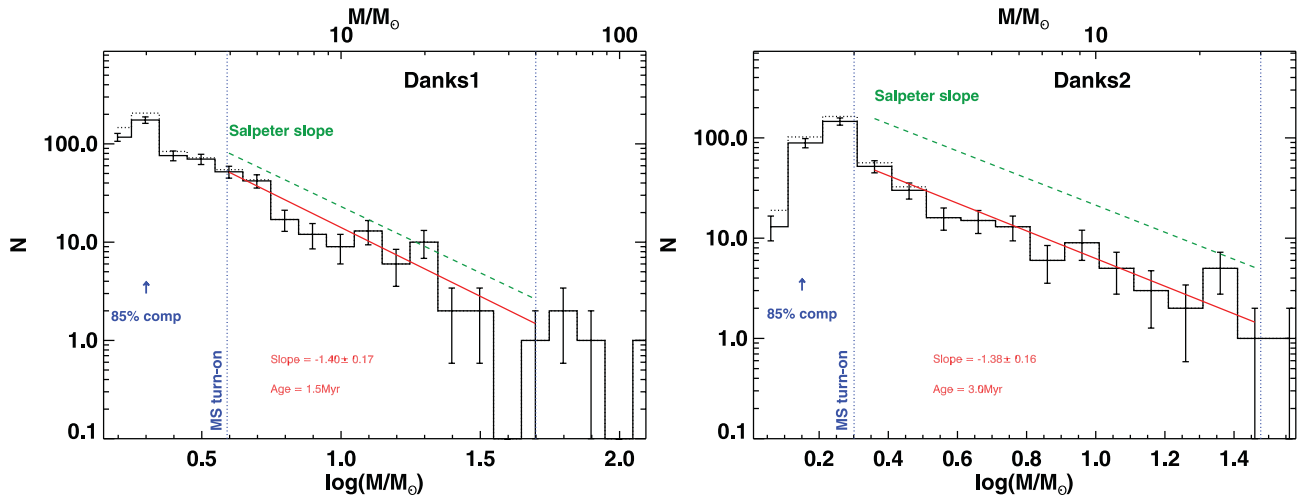 M/M☉
10
100
Danks1
Salpeter slope
100.0
10.0
1.0
0.1
N
85% comp
MS turn-on
Slope = -1.40± 0.17
Age = 1.5Myr
0.5
1.0
1.5
2.0
log(M/M☉)
M/M☉
10
Danks2
Salpeter slope
100.0
10.0
1.0
0.1
N
85% comp
MS turn-on
Slope = -1.38± 0.16
Age = 3.0Myr
0.2
0.4
0.6
0.8
1.0
1.2
1.4
log(M/M☉)